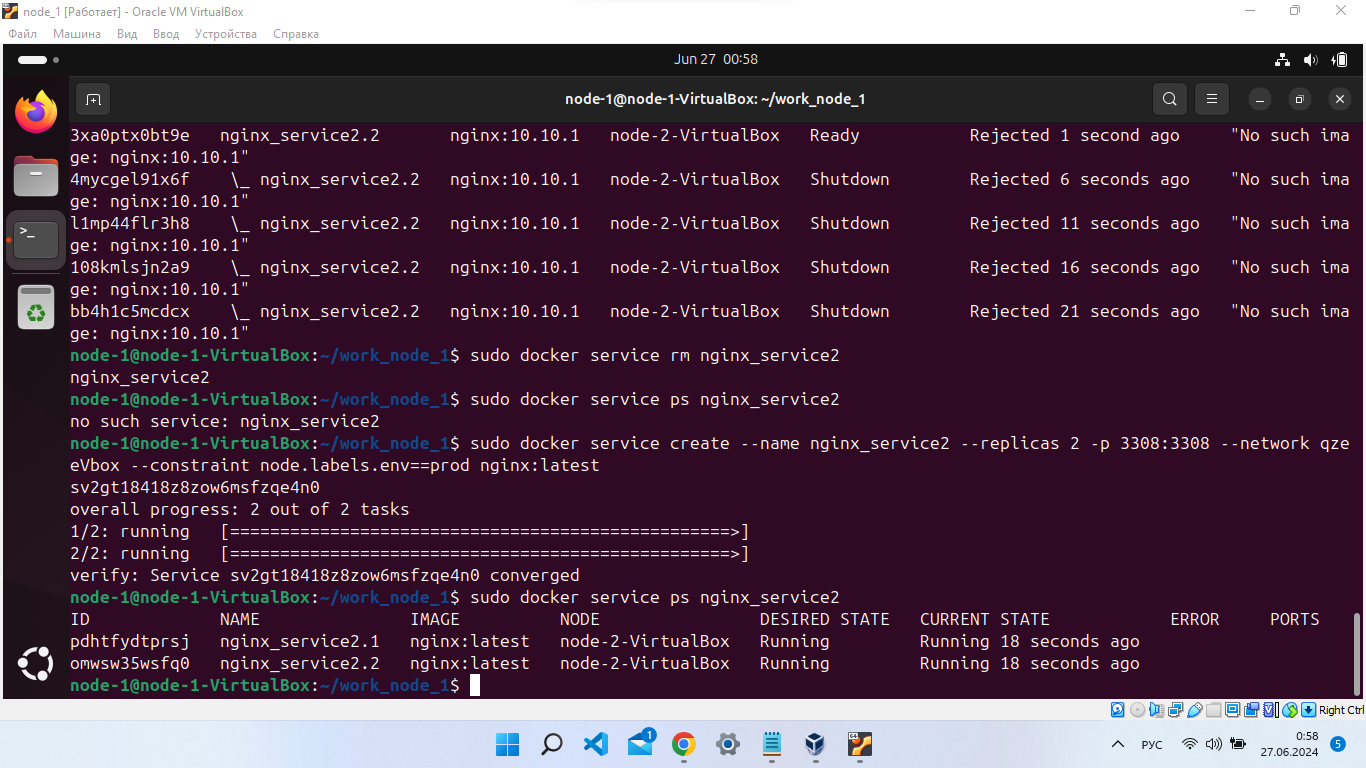 node_1 [Работает] - Oracle VM VirtualBox
Файл Машина Вид Ввод Устройства Справка
Jun 27 00:58
node-1@node-1-VirtualBox: ~/work_node_1
3xa0ptx0bt9e nginx_service2.2 nginx:10.10.1 node-2-VirtualBox Ready Rejected 1 second ago "No such ima
ge: nginx:10.10.1"
4mycgel91x6f \_ nginx_service2.2 nginx:10.10.1 node-2-VirtualBox Shutdown Rejected 6 seconds ago "No such ima
ge: nginx:10.10.1"
l1mp44flr3h8 \_ nginx_service2.2 nginx:10.10.1 node-2-VirtualBox Shutdown Rejected 11 seconds ago "No such ima
ge: nginx:10.10.1"
108kmlsjn2a9 \_ nginx_service2.2 nginx:10.10.1 node-2-VirtualBox Shutdown Rejected 16 seconds ago "No such ima
ge: nginx:10.10.1"
bb4h1c5mcdcx \_ nginx_service2.2 nginx:10.10.1 node-2-VirtualBox Shutdown Rejected 21 seconds ago "No such ima
ge: nginx:10.10.1"
node-1@node-1-VirtualBox:~/work_node_1$ sudo docker service rm nginx_service2
nginx_service2
node-1@node-1-VirtualBox:~/work_node_1$ sudo docker service ps nginx_service2
no such service: nginx_service2
node-1@node-1-VirtualBox:~/work_node_1$ sudo docker service create --name nginx_service2 --replicas 2 -p 3308:3308 --network qze
eVbox --constraint node.labels.env==prod nginx:latest
sv2gt18418z8zow6msfzqe4n0
overall progress: 2 out of 2 tasks
1/2: running [==================================================>]
2/2: running [==================================================>]
verify: Service sv2gt18418z8zow6msfzqe4n0 converged
node-1@node-1-VirtualBox:~/work_node_1$ sudo docker service ps nginx_service2
ID NAME IMAGE NODE DESIRED STATE CURRENT STATE ERROR PORTS
pdhtfydtprsj nginx_service2.1 nginx:latest node-2-VirtualBox Running Running 18 seconds ago
omwsw35wsfq0 nginx_service2.2 nginx:latest node-2-VirtualBox Running Running 18 seconds ago
node-1@node-1-VirtualBox:~/work_node_1$
Right Ctrl
1
РУС
0:58
27.06.2024
5